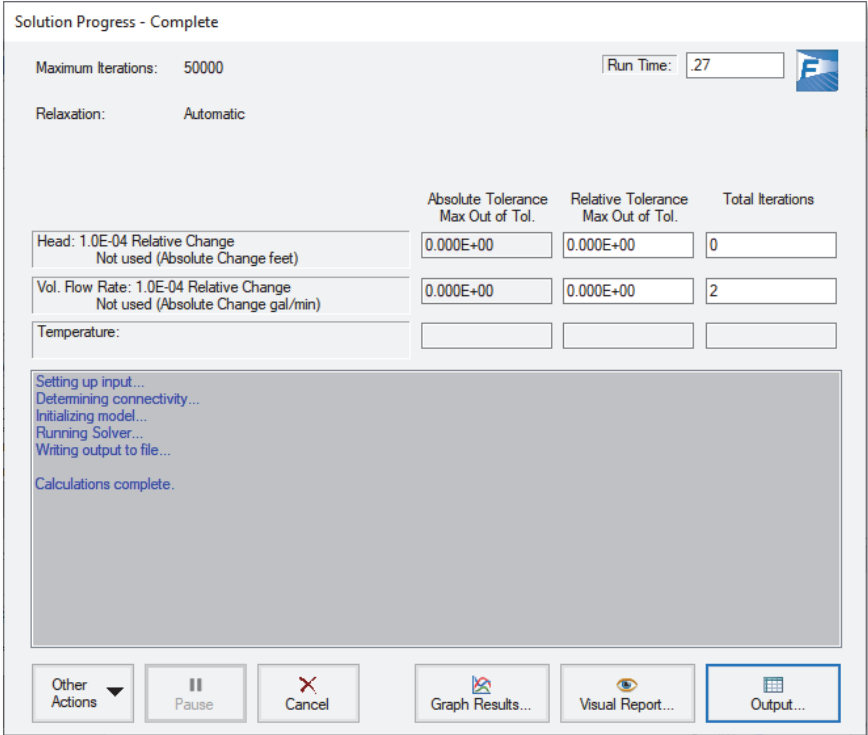 Solution Progress - Complete
Maximum Iterations: 50000
Run Time: .27
Relaxation: Automatic
Absolute Tolerance Relative Tolerance Total Iterations
Max Out of Tol. Max Out of Tol.
Head: 1.0E-04 Relative Change 0.000E+00 0.000E+00 0
Not used (Absolute Change feet)
Vol. Flow Rate: 1.0E-04 Relative Change 0.000E+00 0.000E+00 2
Not used (Absolute Change gal/min)
Temperature:
Setting up input...
Determining connectivity...
Initializing model...
Running Solver...
Writing output to file...
Calculations complete.
Other Actions
Pause
Cancel
Graph Results...
Visual Report...
Output...